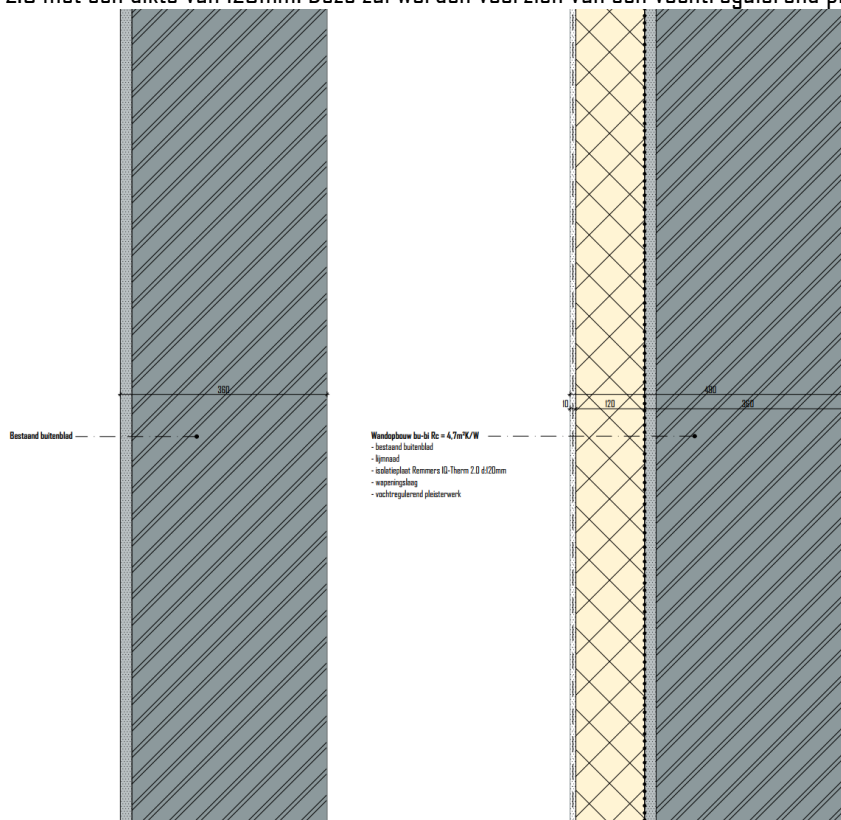 2.0 met een dikte van 120mm. Deze zal worden voorzien van een vochtregulerend
360
490
10 120 360
Bestaand buitenblad
Wandopbouw bu-bi Rc = 4,7m²K/W
- bestaand buitenblad
- lijmnaad
- isolatieplaat Remmers IQ-Therm 2.0 d:120mm
- wapeningslaag
- vochtregulerend pleisterwerk